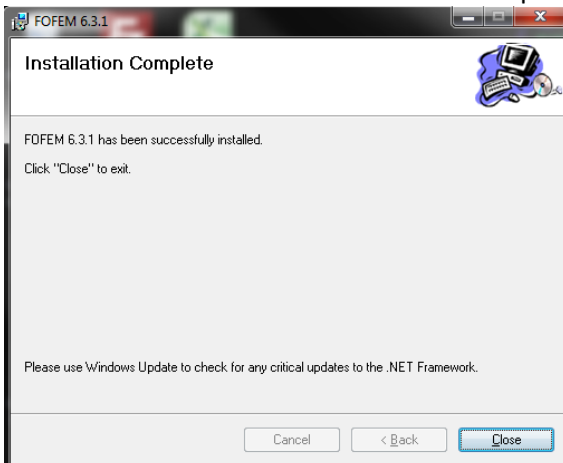 FOFEM 6.3.1
Installation Complete
FOFEM 6.3.1 has been successfully installed.
Click "Close" to exit.
Please use Windows Update to check for any critical updates to the .NET Framework.
Cancel
< Back
Close